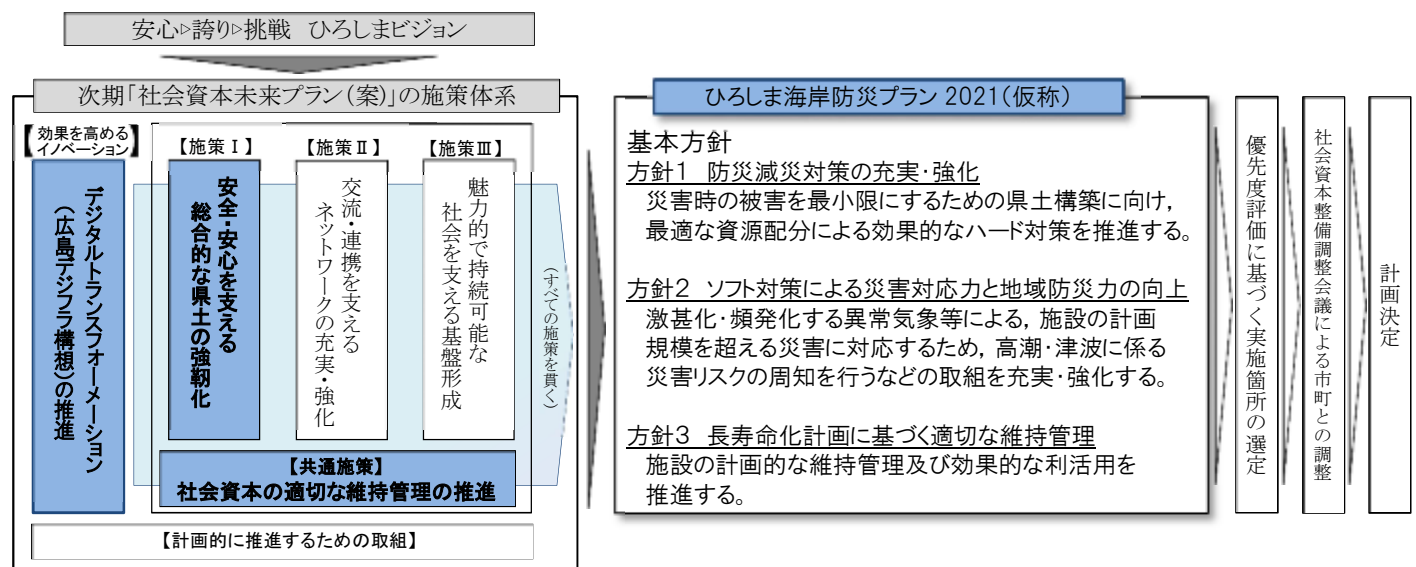 安心▷誇り▷挑戦 ひろしまビジョン
次期「社会資本未来プラン(案)」の施策体系
【効果を高める
イノベーション】
デジタルトランスフォーメーション
(広島デジフラ構想)の推進
【施策Ⅰ】
安全・安心を支える
総合的な県土の強靭化
【施策Ⅱ】
交流・連携を支える
ネットワークの充実・強化
【施策Ⅲ】
魅力的で持続可能な
社会を支える基盤形成
(すべての施策を貫く)
【共通施策】
社会資本の適切な維持管理の推進
【計画的に推進するための取組】
ひろしま海岸防災プラン 2021(仮称)
基本方針
方針1 防災減災対策の充実・強化
災害時の被害を最小限にするための県土構築に向け,
最適な資源配分による効果的なハード対策を推進する。
方針2 ソフト対策による災害対応力と地域防災力の向上
激甚化・頻発化する異常気象等による, 施設の計画
規模を超える災害に対応するため, 高潮・津波に係る
災害リスクの周知を行うなどの取組を充実・強化する。
方針3 長寿命化計画に基づく適切な維持管理
施設の計画的な維持管理及び効果的な利活用を
推進する。
優先度評価に基づく実施箇所の選定
社会資本整備調整会議による市町との調整
計画決定